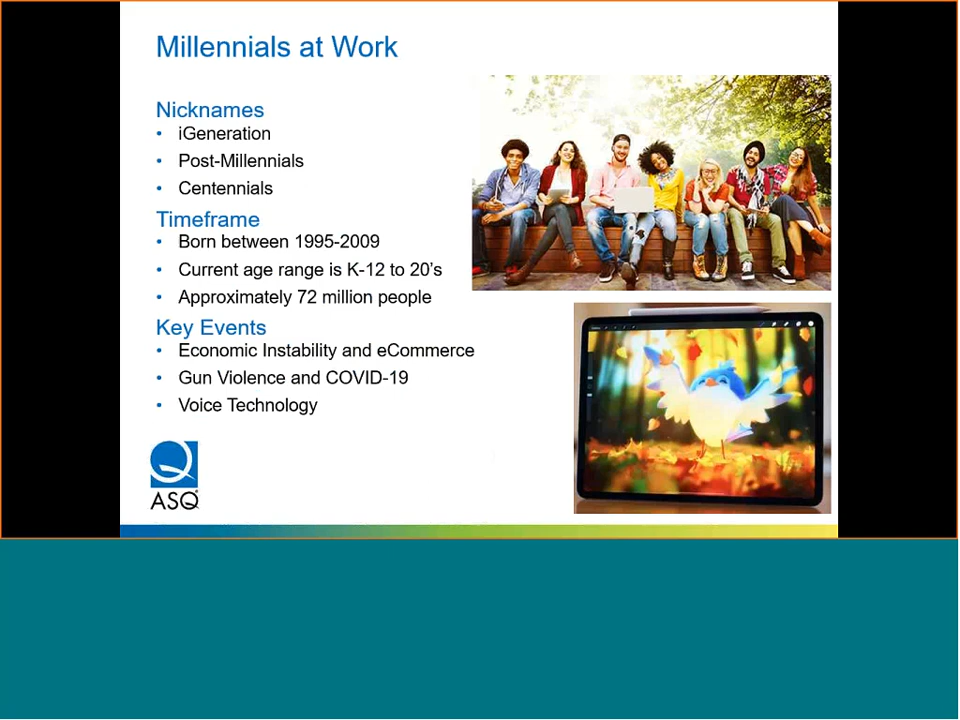 Millennials at Work
Nicknames
• iGeneration
• Post-Millennials
• Centennials
Timeframe
• Born between 1995-2009
• Current age range is K-12 to 20's
• Approximately 72 million people
Key Events
• Economic Instability and eCommerce
• Gun Violence and COVID-19
• Voice Technology
ASQ